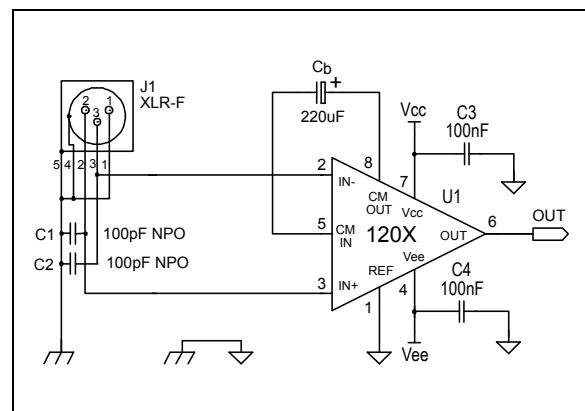 J1
XLR-F
2
3
1
5
4
2
3
1
C1
100pF NPO
C2
100pF NPO
Cb
+
220uF
Vcc
C3
100nF
8
7
2
IN-
CM
OUT
Vcc
U1
5
CM
IN
120X
OUT
6
OUT
3
IN+
REF
Vee
1
4
C4
100nF
Vee